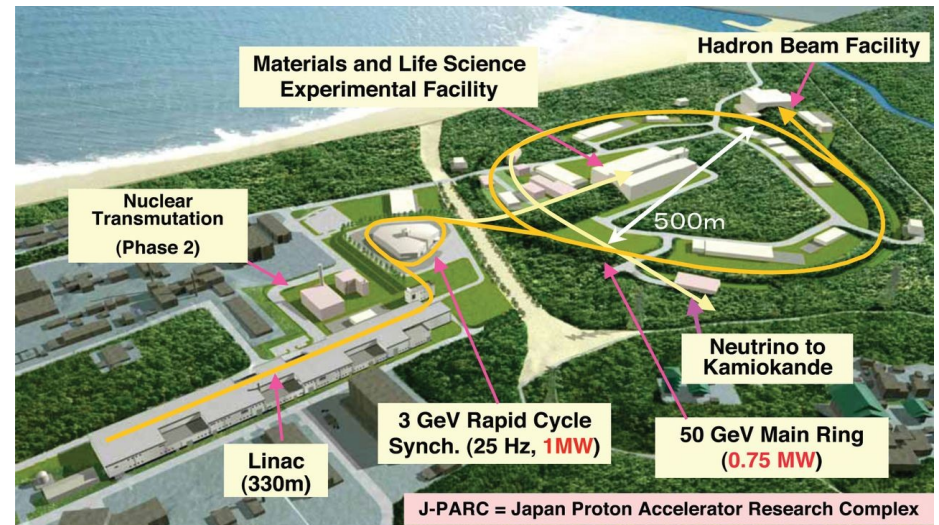 Hadron Beam Facility
Materials and Life Science
Experimental Facility
Nuclear
Transmutation
(Phase 2)
500m
Neutrino to
Kamiokande
3 GeV Rapid Cycle
Synch. (25 Hz, 1MW)
50 GeV Main Ring
(0.75 MW)
Linac
(330m)
J-PARC = Japan Proton Accelerator Research Complex